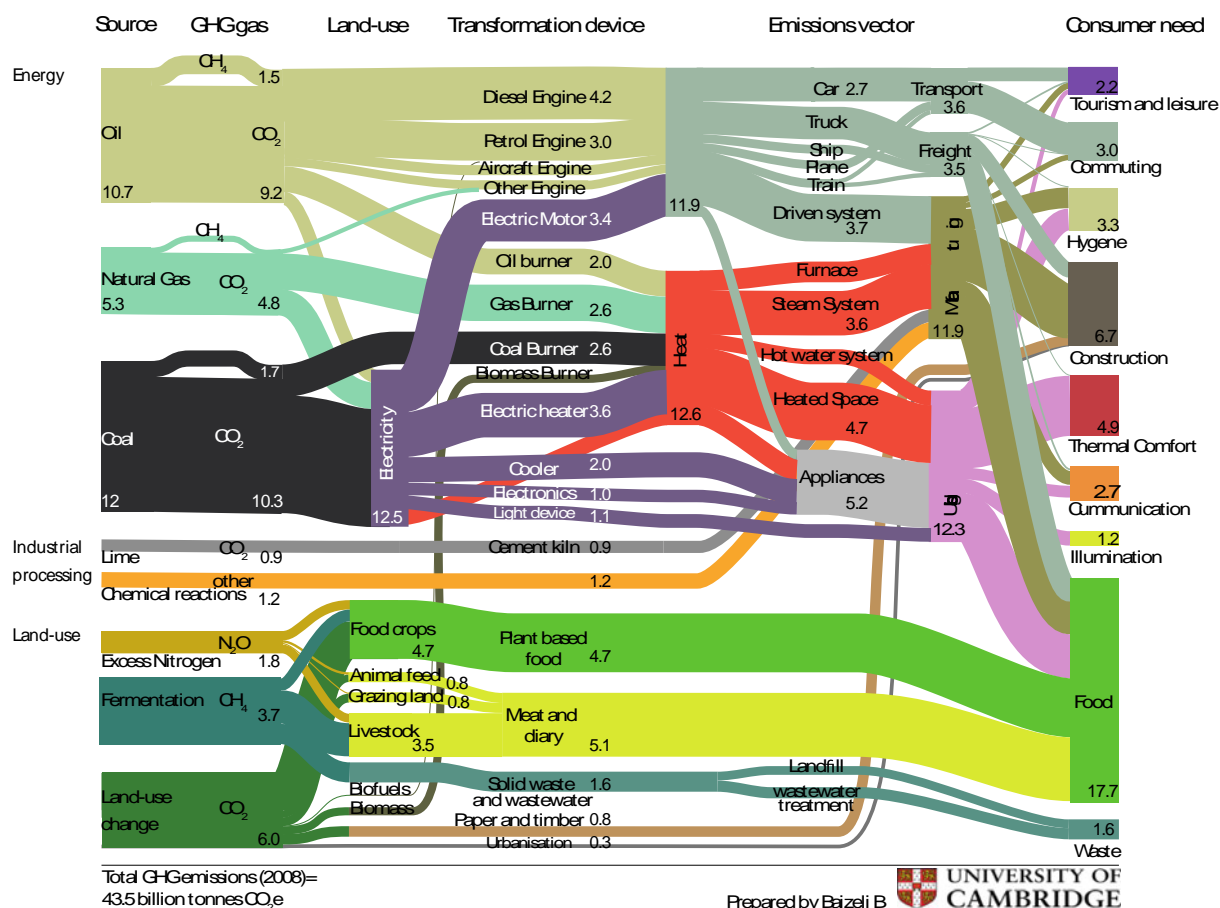 Source GHG gas Land-use Transformation device Emissions vector Consumer need
Energy
CH4
1.5
Oil
CO2
10.7
9.2
Diesel Engine 4.2
Petrol Engine 3.0
Aircraft Engine
Other Engine
Electric Motor 3.4
11.9
Car 2.7
Truck
Ship
Plane
Train
Driven system
3.7
Transport
3.6
Freight
3.5
2.2
Tourism and leisure
3.0
Commuting
3.3
Hygene
CH4
Natural Gas
CO2
5.3
4.8
Oil burner 2.0
Gas Burner 2.6
Coal Burner 2.6
Biomass Burner
Electric heater 3.6
Heat
12.6
Furnace
Steam System
3.6
Hot water system
Heated Space
4.7
11.9
6.7
Construction
1.7
Coal
CO2
12
10.3
Electricity
12.5
Cooler 2.0
Electronics 1.0
Light device 1.1
Appliances
5.2
12.3
4.9
Thermal Comfort
2.7
Cummunication
1.2
Illumination
Industrial
processing
CO2
Lime
0.9
Cement kiln 0.9
other
Chemical reactions
1.2
1.2
Land-use
N2O
Excess Nitrogen
1.8
Fermentation
CH4
3.7
Food crops
4.7
Animal feed
0.8
Grazing land
0.8
Livestock
3.5
Plant based
food
4.7
Meat and
diary
5.1
Food
17.7
Land-use
change
CO2
6.0
Biofuels
Biomass
Solid waste
and wastewater
1.6
Paper and timber 0.8
Urbanisation 0.3
Landfill
wastewater
treatment
1.6
Waste
Total GHG emissions (2008)=
43.5 billion tonnes CO2e
Prepared by Bajzelj B
UNIVERSITY OF
CAMBRIDGE